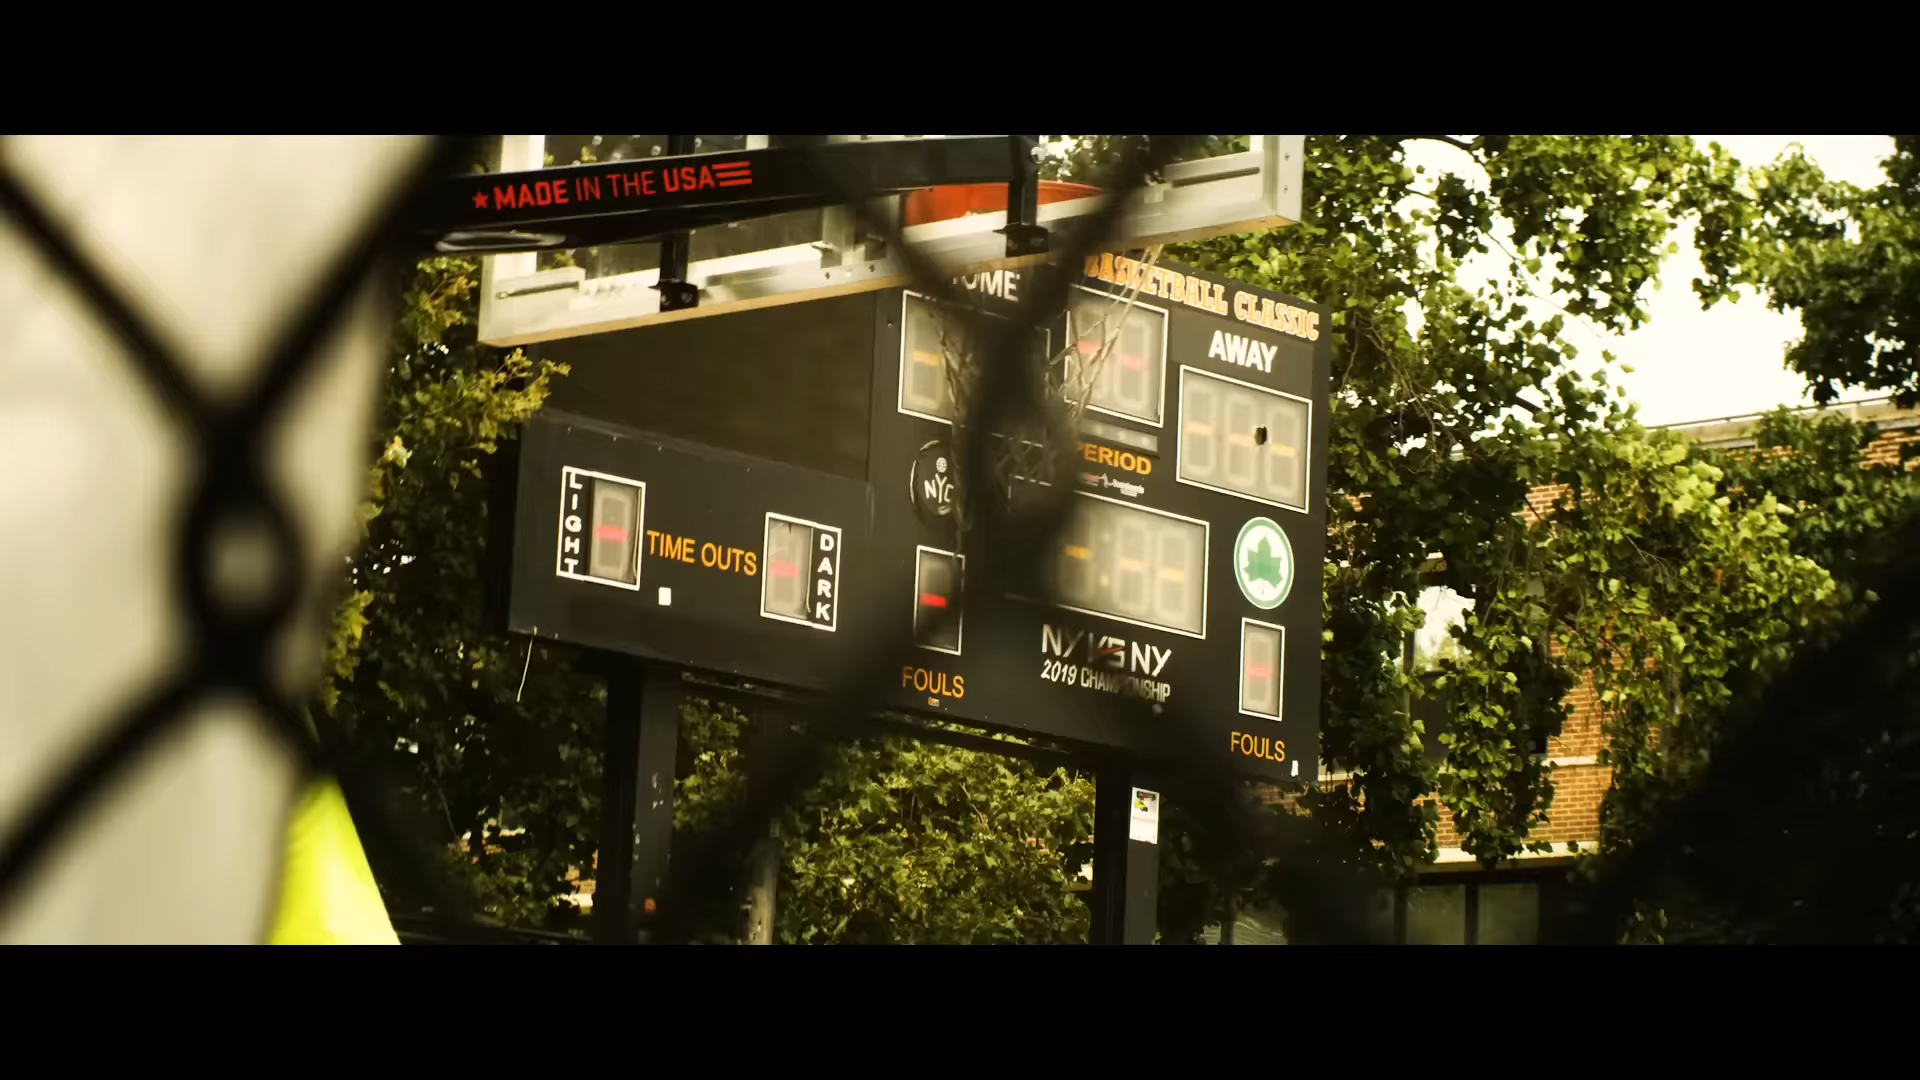 ★MADE IN THE USA
BASKETBALL CLASSIC
AWAY
PERIOD
NYC
LIGHT
TIME OUTS
DARK
NY VS NY
2019 CHAMPIONSHIP
FOULS
FOULS